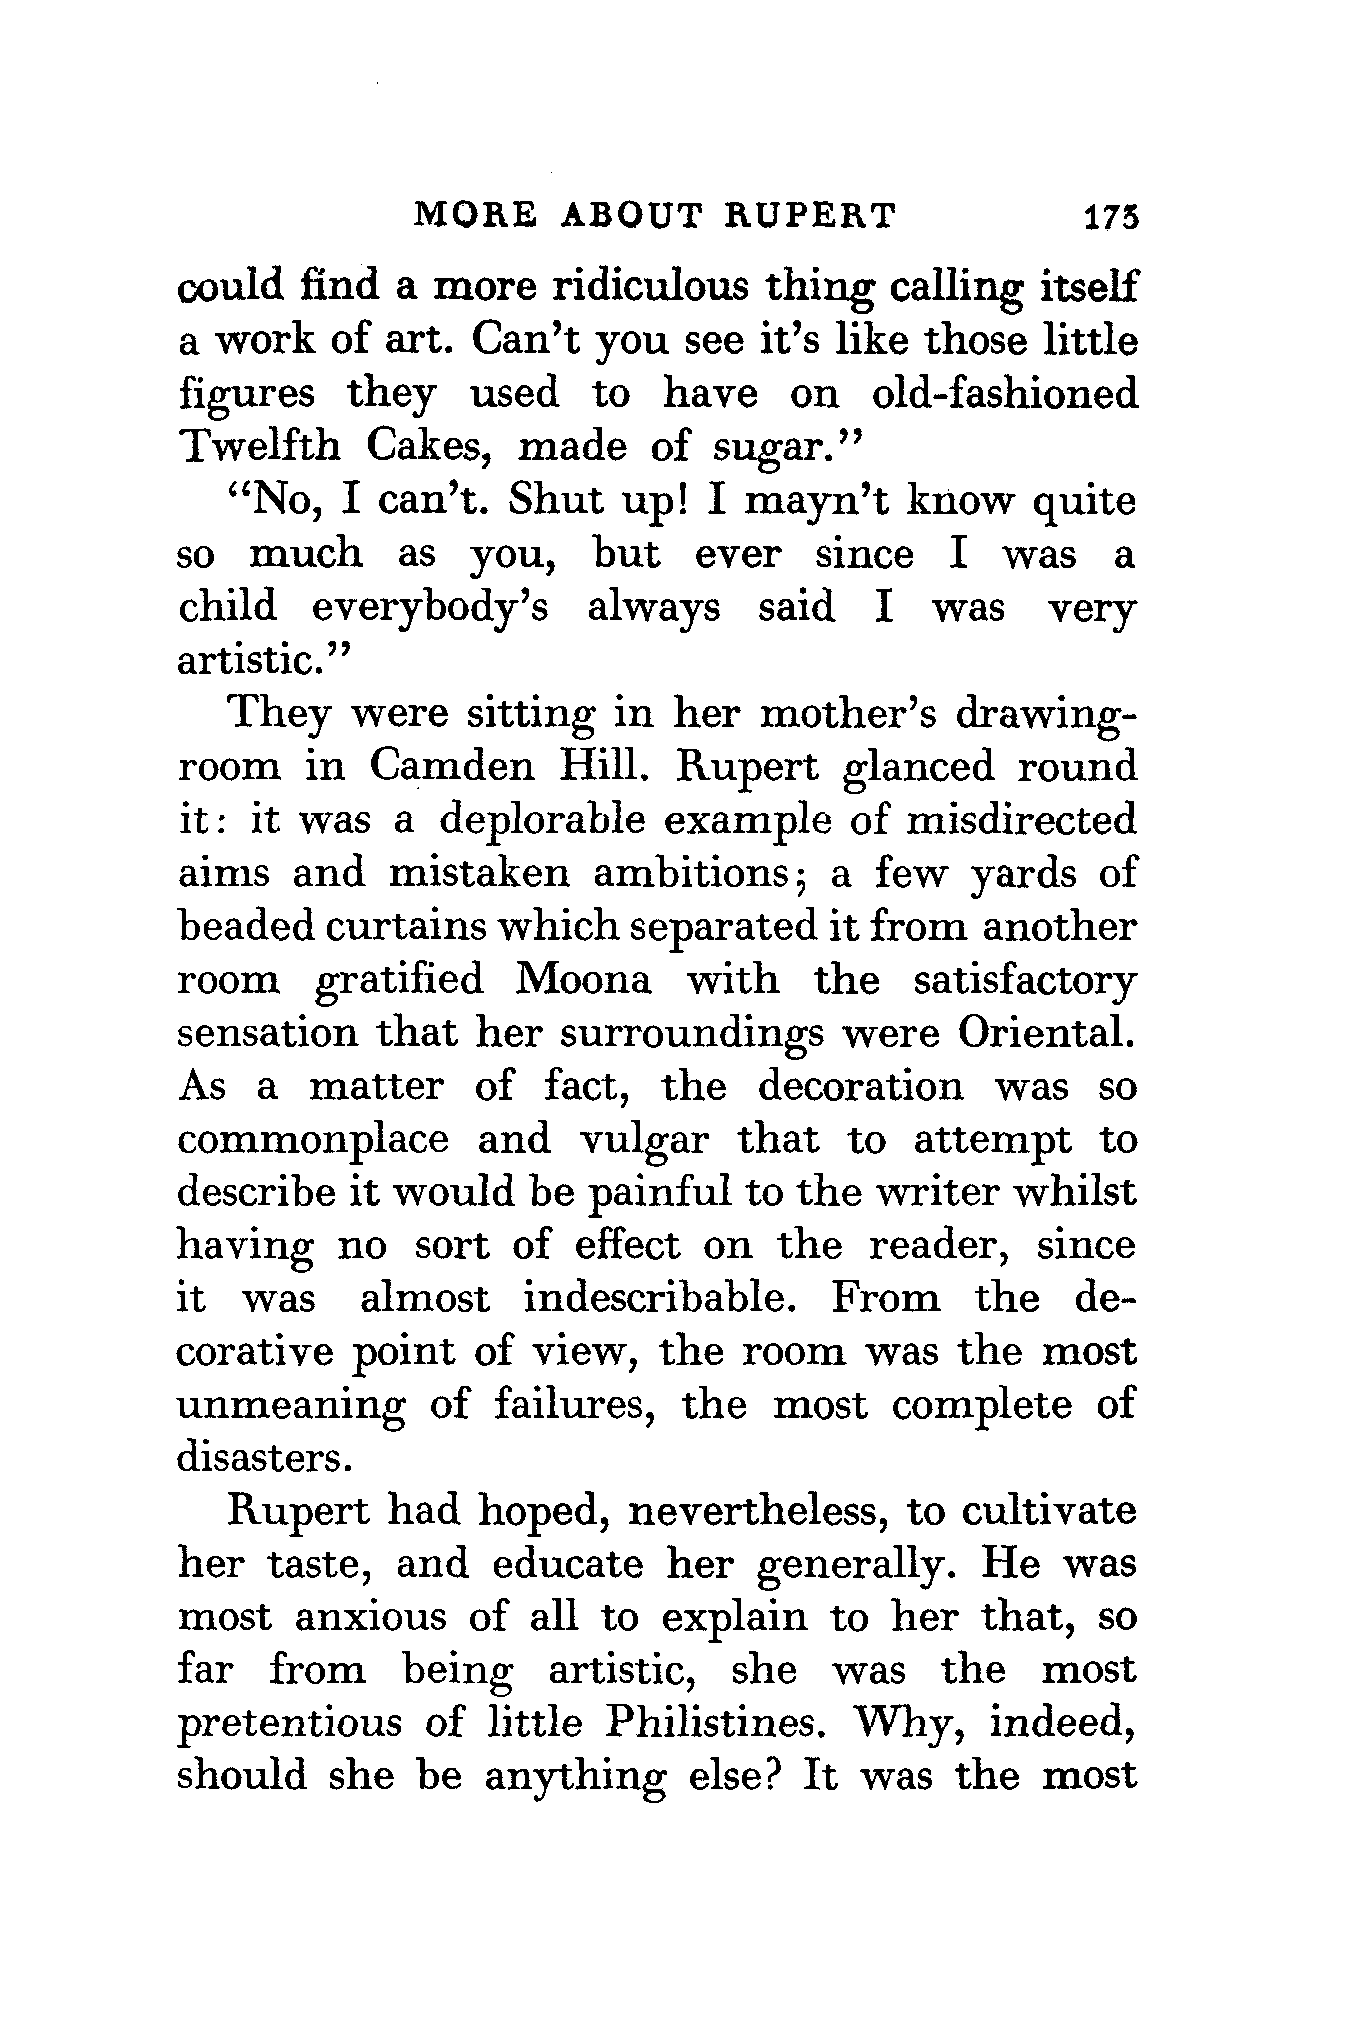 MORE ABOUT RUPERT 175
could find a more ridiculous thing calling itself
a work of art. Can't you see it's like those little
figures they used to have on old-fashioned
Twelfth Cakes, made of sugar."
"No, I can't. Shut up! I mayn't know quite
so much as you, but ever since I was a
child everybody's always said I was very
artistic."
They were sitting in her mother's drawing-
room in Camden Hill. Rupert glanced round
it: it was a deplorable example of misdirected
aims and mistaken ambitions; a few yards of
beaded curtains which separated it from another
room gratified Moona with the satisfactory
sensation that her surroundings were Oriental.
As a matter of fact, the decoration was so
commonplace and vulgar that to attempt to
describe it would be painful to the writer whilst
having no sort of effect on the reader, since
it was almost indescribable. From the de-
corative point of view, the room was the most
unmeaning of failures, the most complete of
disasters.
Rupert had hoped, nevertheless, to cultivate
her taste, and educate her generally. He was
most anxious of all to explain to her that, so
far from being artistic, she was the most
pretentious of little Philistines. Why, indeed,
should she be anything else? It was the most